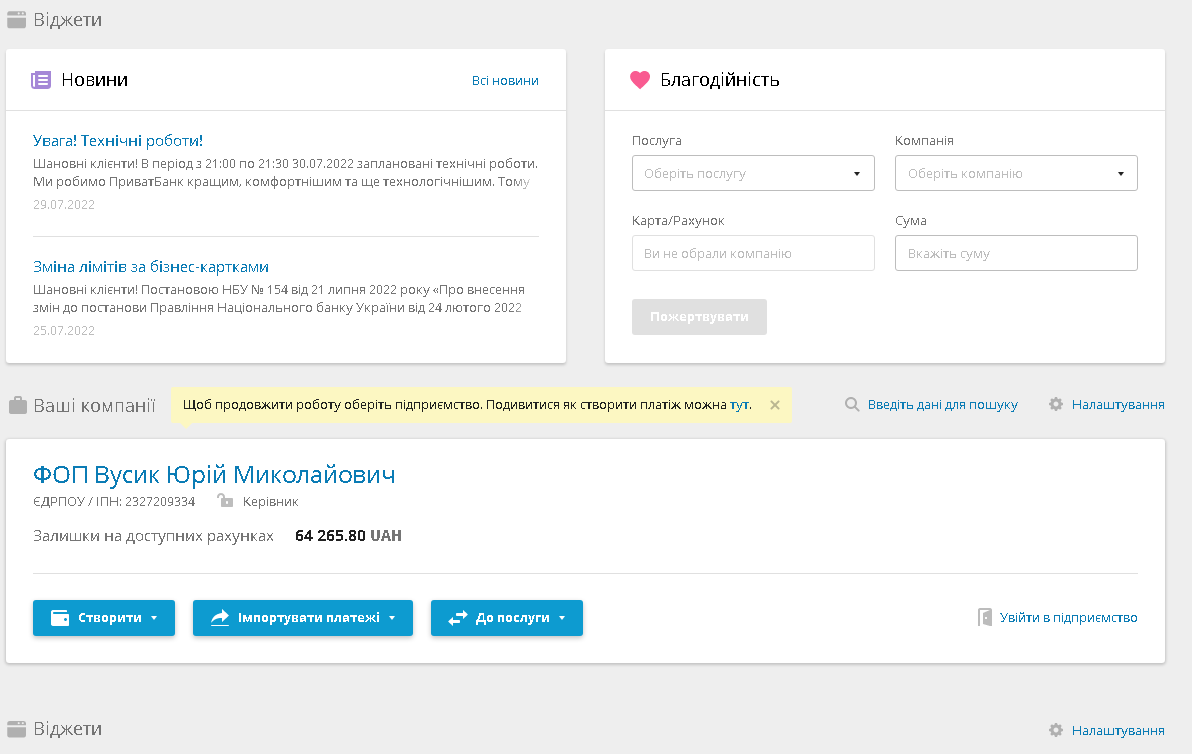 Віджети
Новини
Всі новини
Увага! Технічні роботи!
Шановні клієнти! В період з 21:00 по 21:30 30.07.2022 заплановані технічні роботи.
Ми робимо ПриватБанк кращим, комфортнішим та ще технологічнішим. Тому
29.07.2022
Зміна лімітів за бізнес-картками
Шановні клієнти! Постановою НБУ № 154 від 21 липня 2022 року «Про внесення
змін до постанови Правління Національного банку України від 24 лютого 2022
25.07.2022
Благодійність
Послуга
Компанія
Оберіть послугу
Оберіть компанію
Карта/Рахунок
Сума
Ви не обрали компанію
Вкажіть суму
Пожертвувати
Ваші компанії
Щоб продовжити роботу оберіть підприємство. Подивитися як створити платіж можна тут.
Введіть дані для пошуку
Налаштування
ФОП Вусик Юрій Миколайович
ЄДРПОУ / ІПН: 2327209334
Керівник
Залишки на доступних рахунках 64 265.80 UAH
Створити
Імпортувати платежі
До послуги
Увійти в підприємство
Віджети
Налаштування